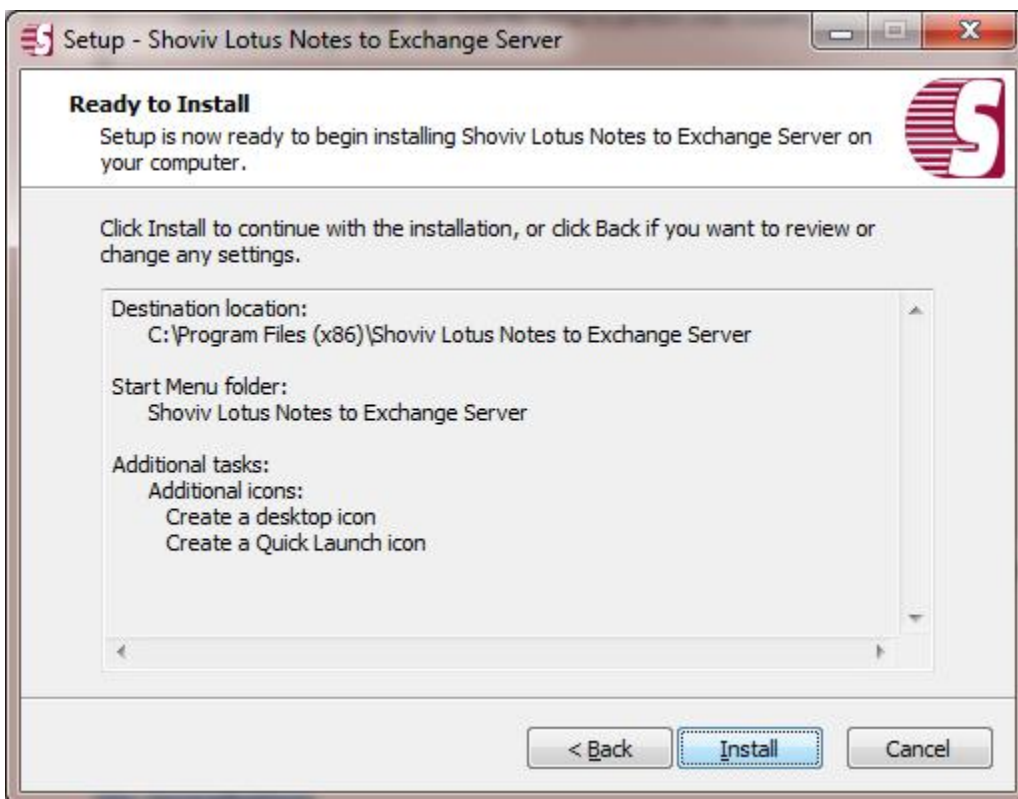 Setup - Shoviv Lotus Notes to Exchange Server
Ready to Install
Setup is now ready to begin installing Shoviv Lotus Notes to Exchange Server on
your computer.
S
Click Install to continue with the installation, or click Back if you want to review or
change any settings.
Destination location:
C:\Program Files (x86)\Shoviv Lotus Notes to Exchange Server
Start Menu folder:
Shoviv Lotus Notes to Exchange Server
Additional tasks:
Additional icons:
Create a desktop icon
Create a Quick Launch icon
< Back Install Cancel